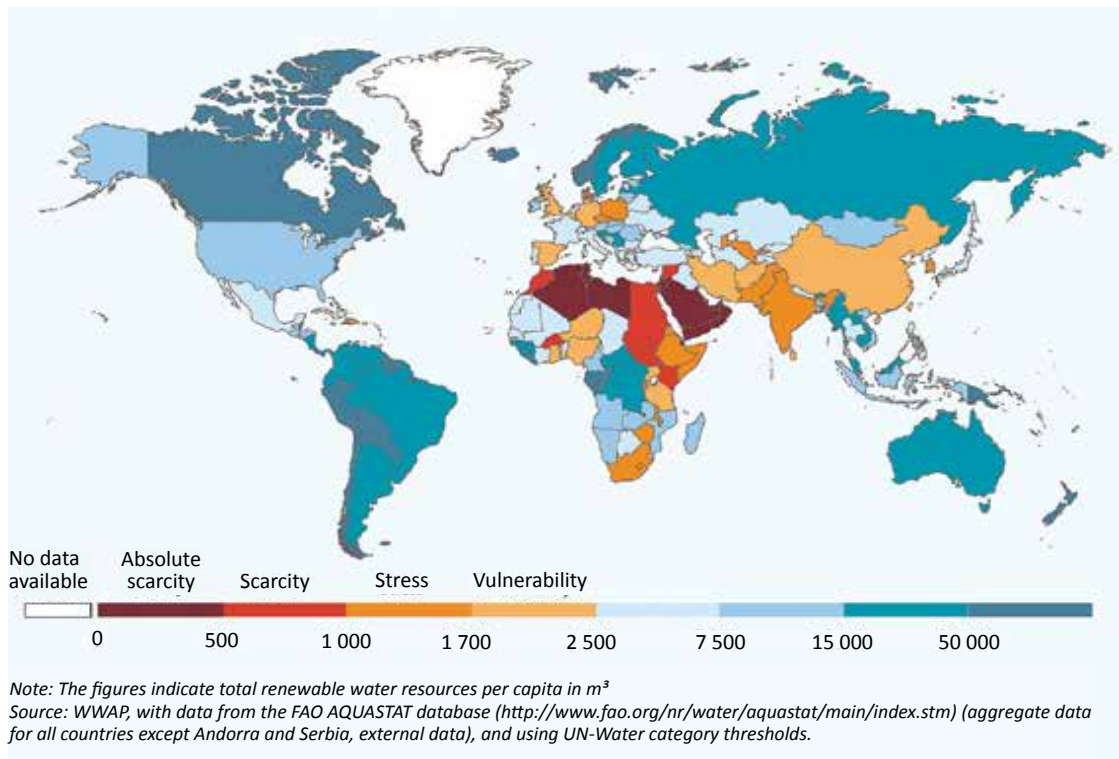 No data available
Absolute scarcity
Scarcity
Stress
Vulnerability
0
500
1 000
1 700
2 500
7 500
15 000
50 000
Note: The figures indicate total renewable water resources per capita in m³
Source: WWAP, with data from the FAO AQUASTAT database (http://www.fao.org/nr/water/aquastat/main/index.stm) (aggregate data
for all countries except Andorra and Serbia, external data), and using UN-Water category thresholds.